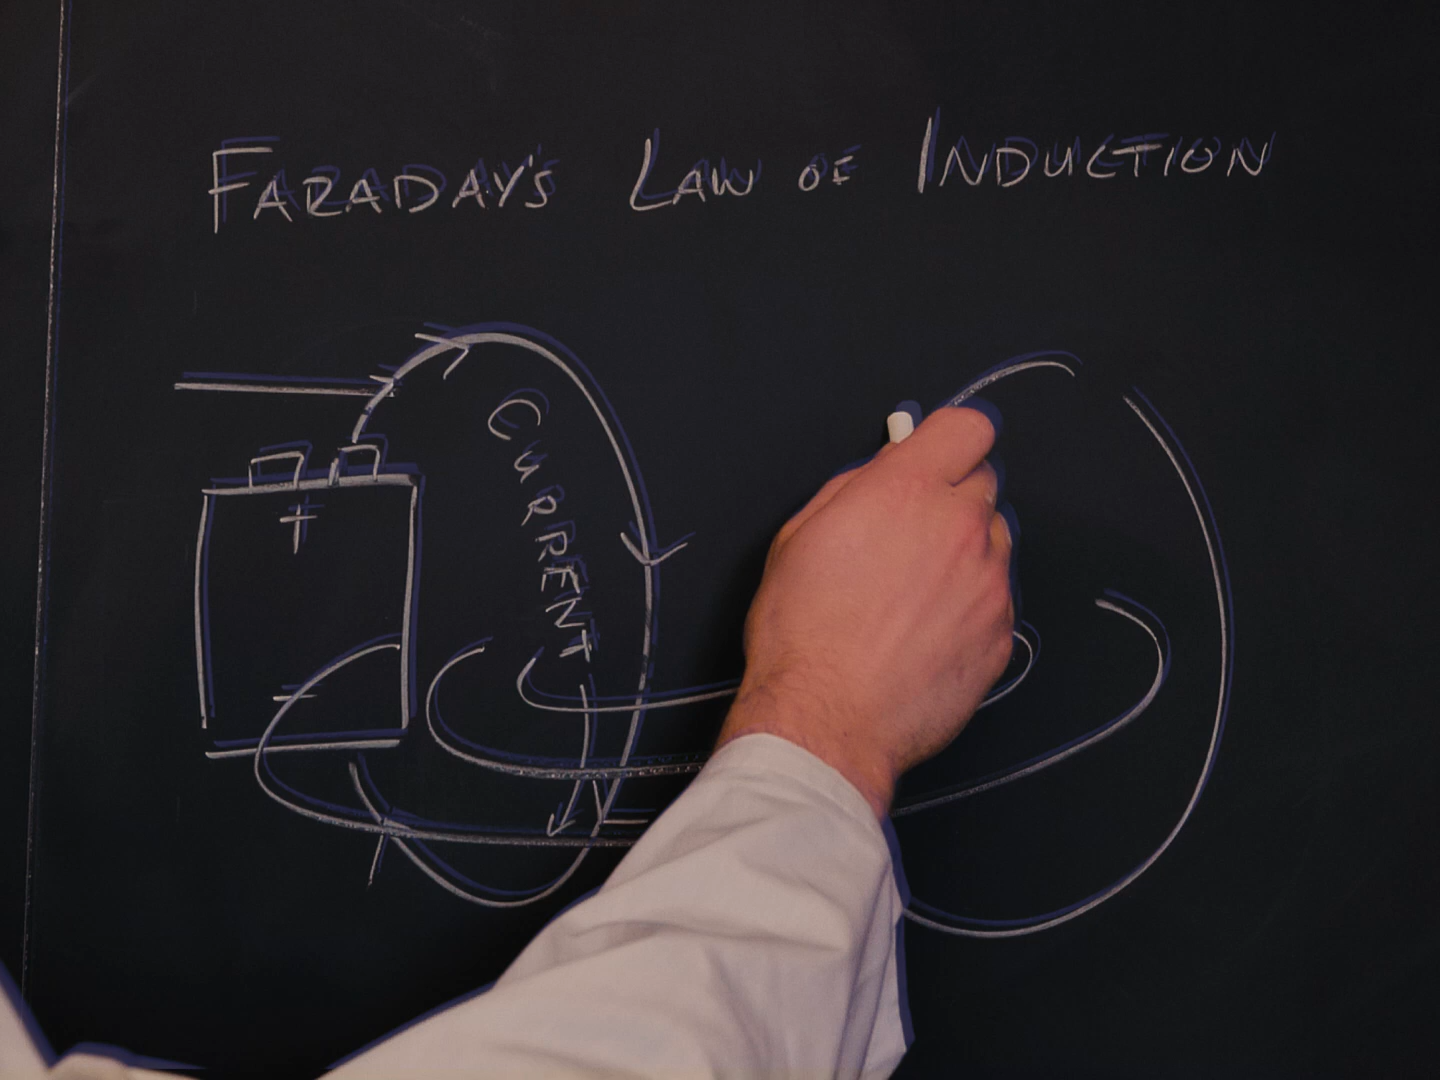 FARADAY'S LAW OF INDUCTION
+
CURRENT
-